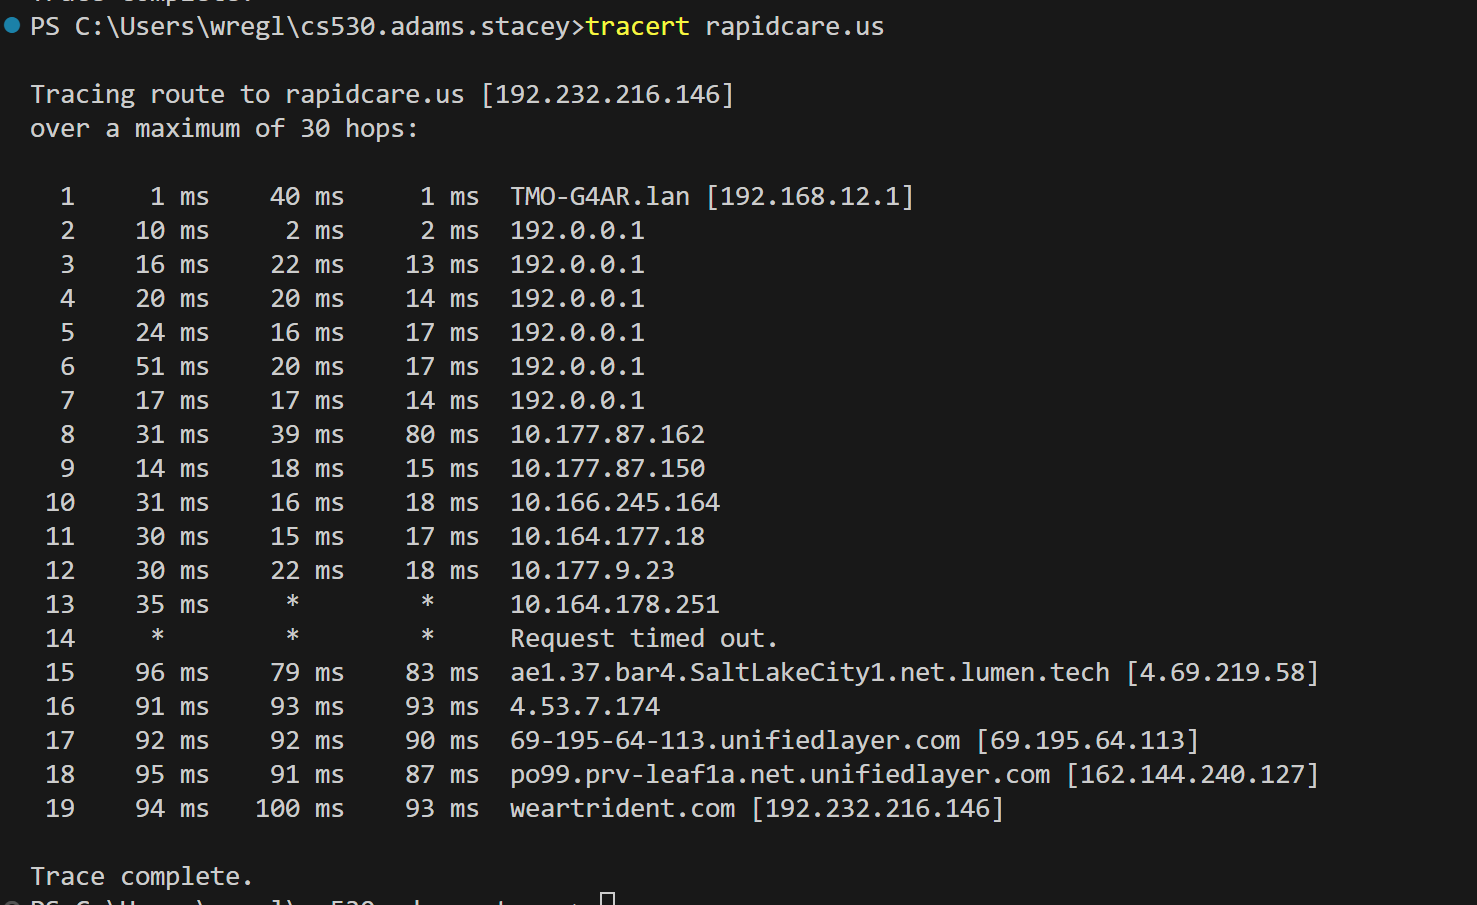 PS C:\Users\wregl\cs530.adams.stacey>tracert rapidcare.us
Tracing route to rapidcare.us [192.232.216.146]
over a maximum of 30 hops:
1 1 ms 40 ms 1 ms TMO-G4AR.lan [192.168.12.1]
2 10 ms 2 ms 2 ms 192.0.0.1
3 16 ms 22 ms 13 ms 192.0.0.1
4 20 ms 20 ms 14 ms 192.0.0.1
5 24 ms 16 ms 17 ms 192.0.0.1
6 51 ms 20 ms 17 ms 192.0.0.1
7 17 ms 17 ms 14 ms 192.0.0.1
8 31 ms 39 ms 80 ms 10.177.87.162
9 14 ms 18 ms 15 ms 10.177.87.150
10 31 ms 16 ms 18 ms 10.166.245.164
11 30 ms 15 ms 17 ms 10.164.177.18
12 30 ms 22 ms 18 ms 10.177.9.23
13 35 ms * * 10.164.178.251
14 * * * Request timed out.
15 96 ms 79 ms 83 ms ae1.37.bar4.SaltLakeCity1.net.lumen.tech [4.69.219.58]
16 91 ms 93 ms 93 ms 4.53.7.174
17 92 ms 92 ms 90 ms 69-195-64-113.unifiedlayer.com [69.195.64.113]
18 95 ms 91 ms 87 ms po99.prv-leaf1a.net.unifiedlayer.com [162.144.240.127]
19 94 ms 100 ms 93 ms weartrident.com [192.232.216.146]
Trace complete.